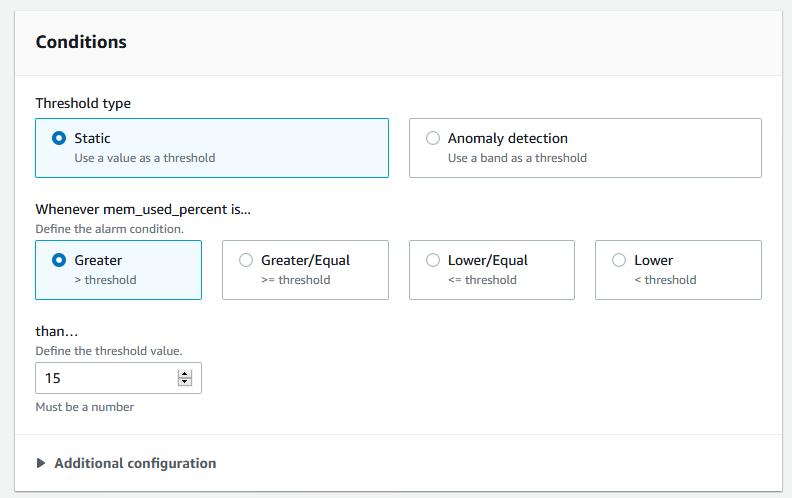 Conditions
Threshold type
Static
Use a value as a threshold
Anomaly detection
Use a band as a threshold
Whenever mem_used_percent is...
Define the alarm condition.
Greater
> threshold
Greater/Equal
>= threshold
Lower/Equal
<= threshold
Lower
< threshold
than…
Define the threshold value.
15
Must be a number
Additional configuration